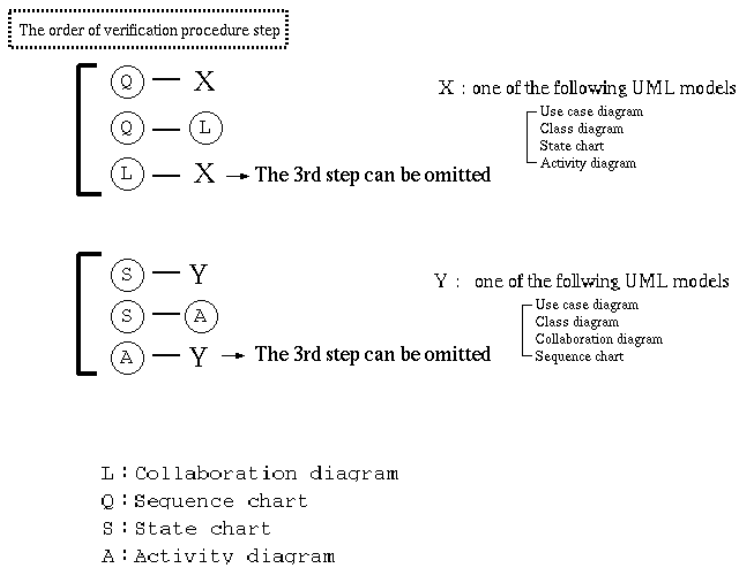 The order of verification procedure step
Q — X
Q — L
L — X → The 3rd step can be omitted
X : one of the following UML models
Use case diagram
Class diagram
State chart
Activity diagram
S — Y
S — A
A — Y → The 3rd step can be omitted
Y : one of the follwing UML models
Use case diagram
Class diagram
Collaboration diagram
Sequence chart
L : Collaboration diagram
Q : Sequence chart
S : State chart
A : Activity diagram